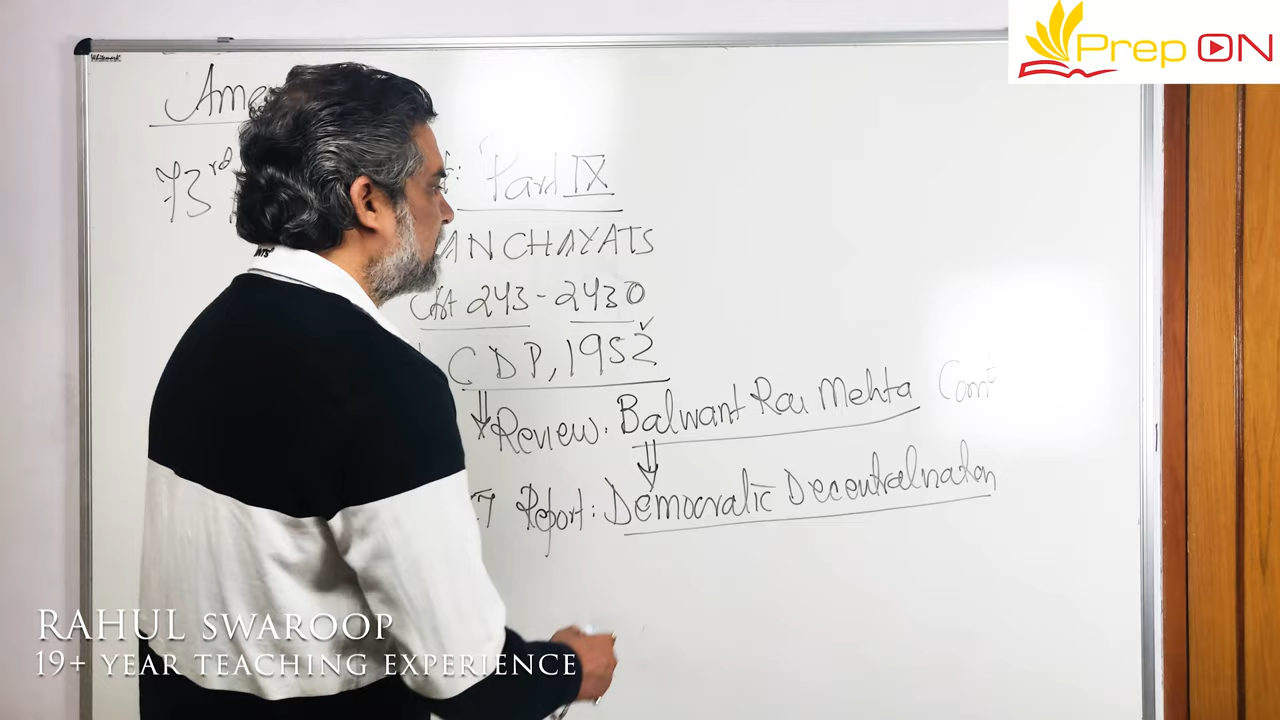 Prep ON
Ame
73rd : 'Part IX
ANCHAYATS
Art 243 - 243O
CDP, 1952
Review: Balwant Rai Mehta
Report: Democratic Decentralisation
RAHUL SWAROOP
19+ YEAR TEACHING EXPERIENCE